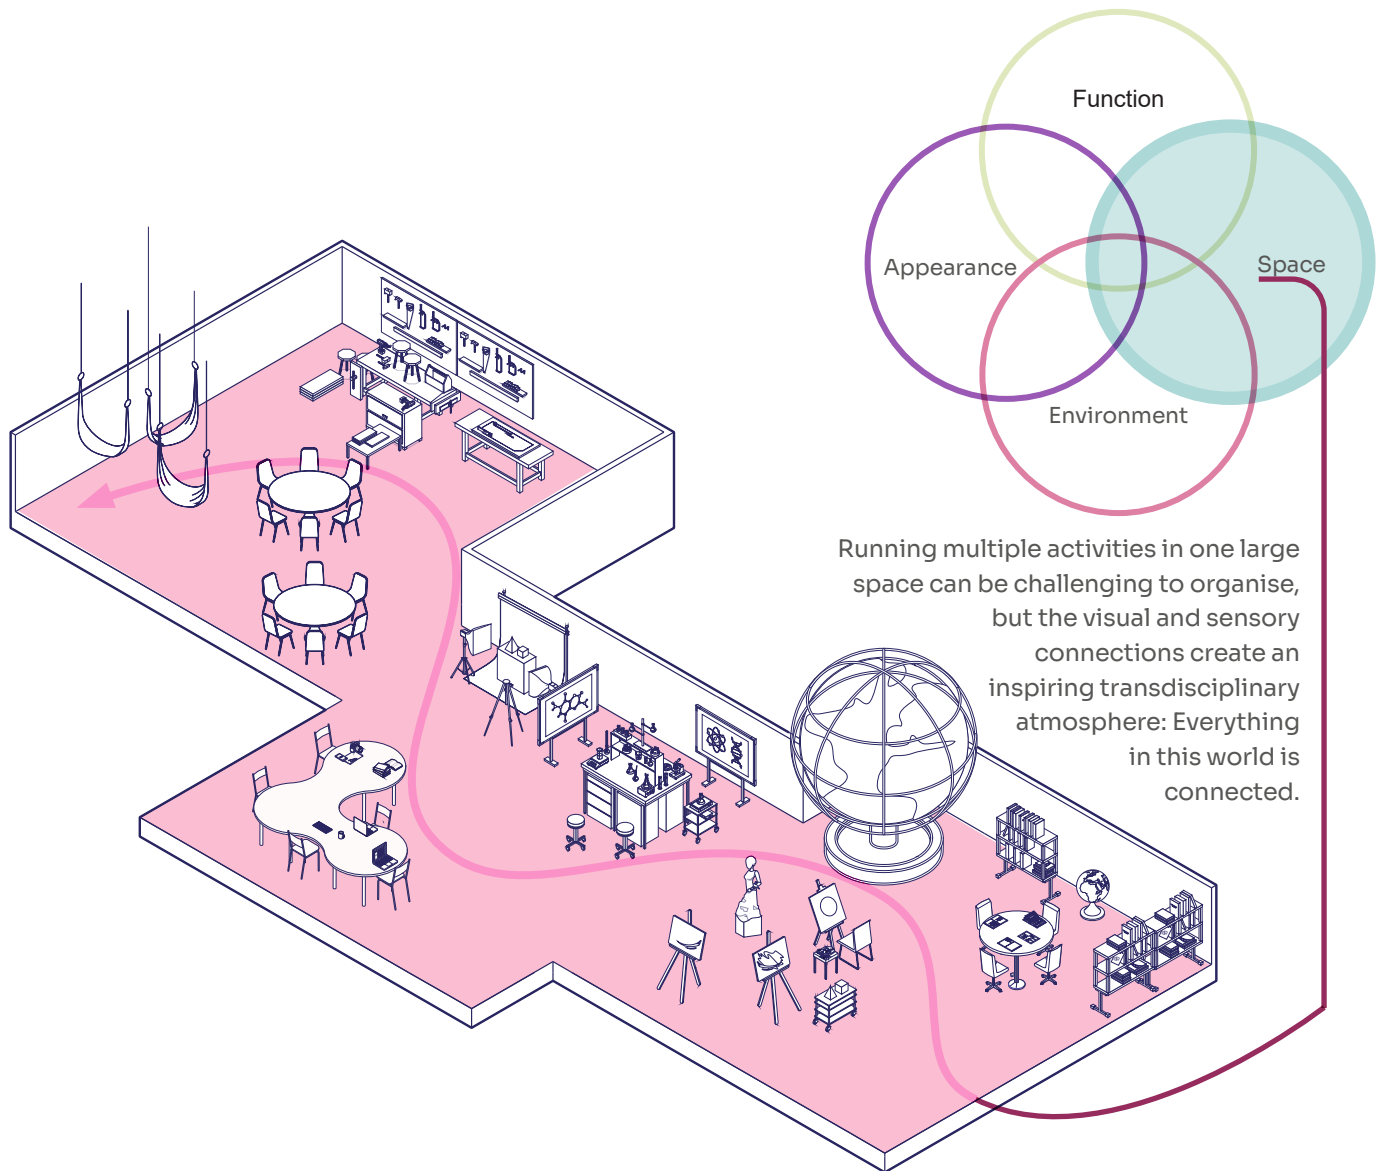 Function
Appearance
Space
Environment
Running multiple activities in one large
space can be challenging to organise,
but the visual and sensory
connections create an
inspiring transdisciplinary
atmosphere: Everything
in this world is
connected.